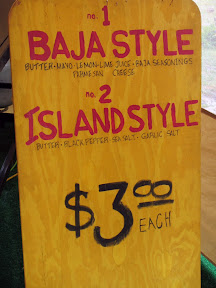 no. 1
BAJA STYLE
BUTTER • MAYO • LEMON-LIME JUICE • BAJA SEASONINGS
PARMESAN CHEESE
no. 2
ISLAND STYLE
BUTTER • BLACK PEPPER • SEA SALT • GARLIC SALT
$3.00
EACH